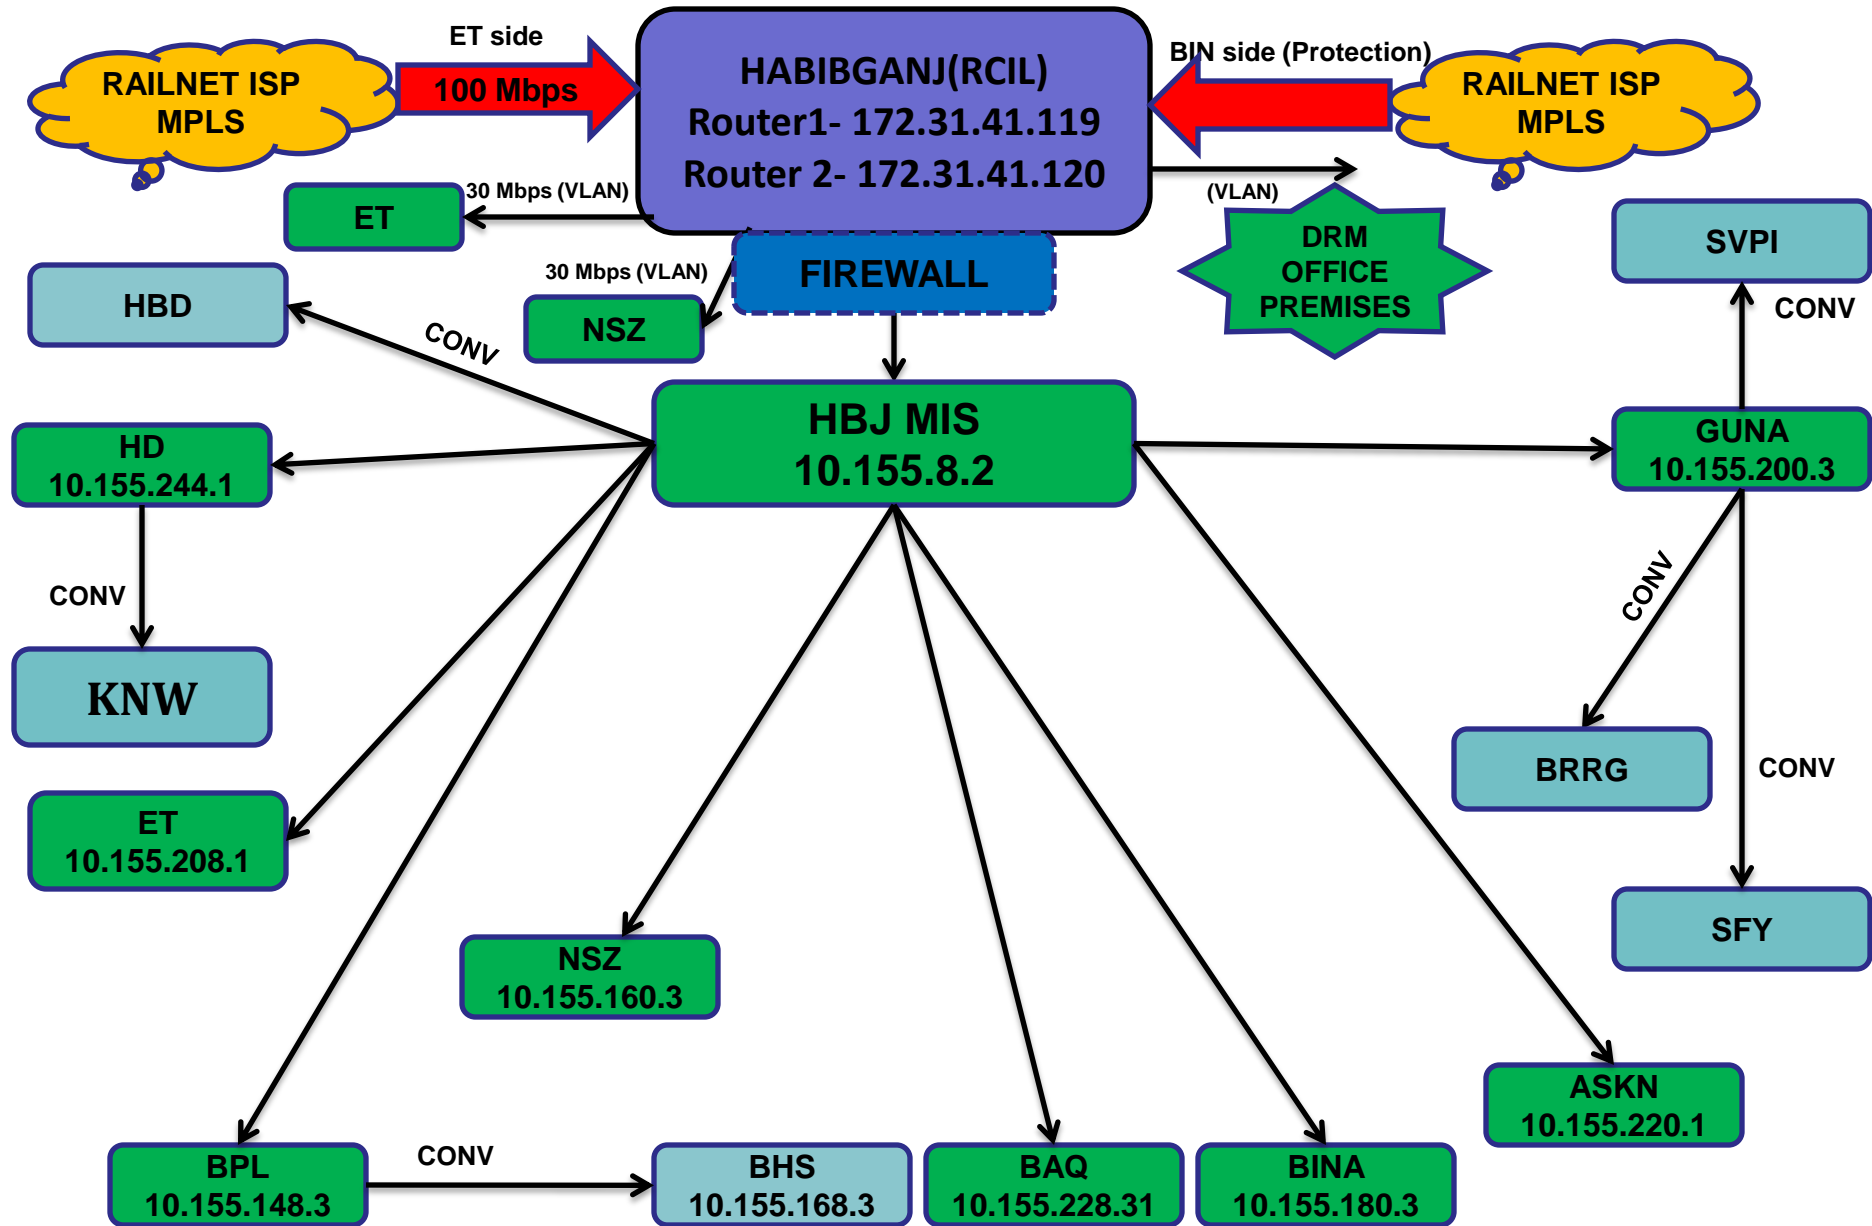 ET side
BIN side (Protection)
RAILNET ISP
MPLS
100 Mbps
HABIBGANJ(RCIL)
Router1- 172.31.41.119
Router 2- 172.31.41.120
RAILNET ISP
MPLS
30 Mbps (VLAN)
(VLAN)
ET
DRM
OFFICE
PREMISES
SVPI
30 Mbps (VLAN)
FIREWALL
HBD
NSZ
CONV
CONV
HBJ MIS
10.155.8.2
HD
10.155.244.1
GUNA
10.155.200.3
CONV
CONV
KNW
BRRG
CONV
ET
10.155.208.1
SFY
NSZ
10.155.160.3
ASKN
10.155.220.1
BPL
10.155.148.3
CONV
BHS
10.155.168.3
BAQ
10.155.228.31
BINA
10.155.180.3